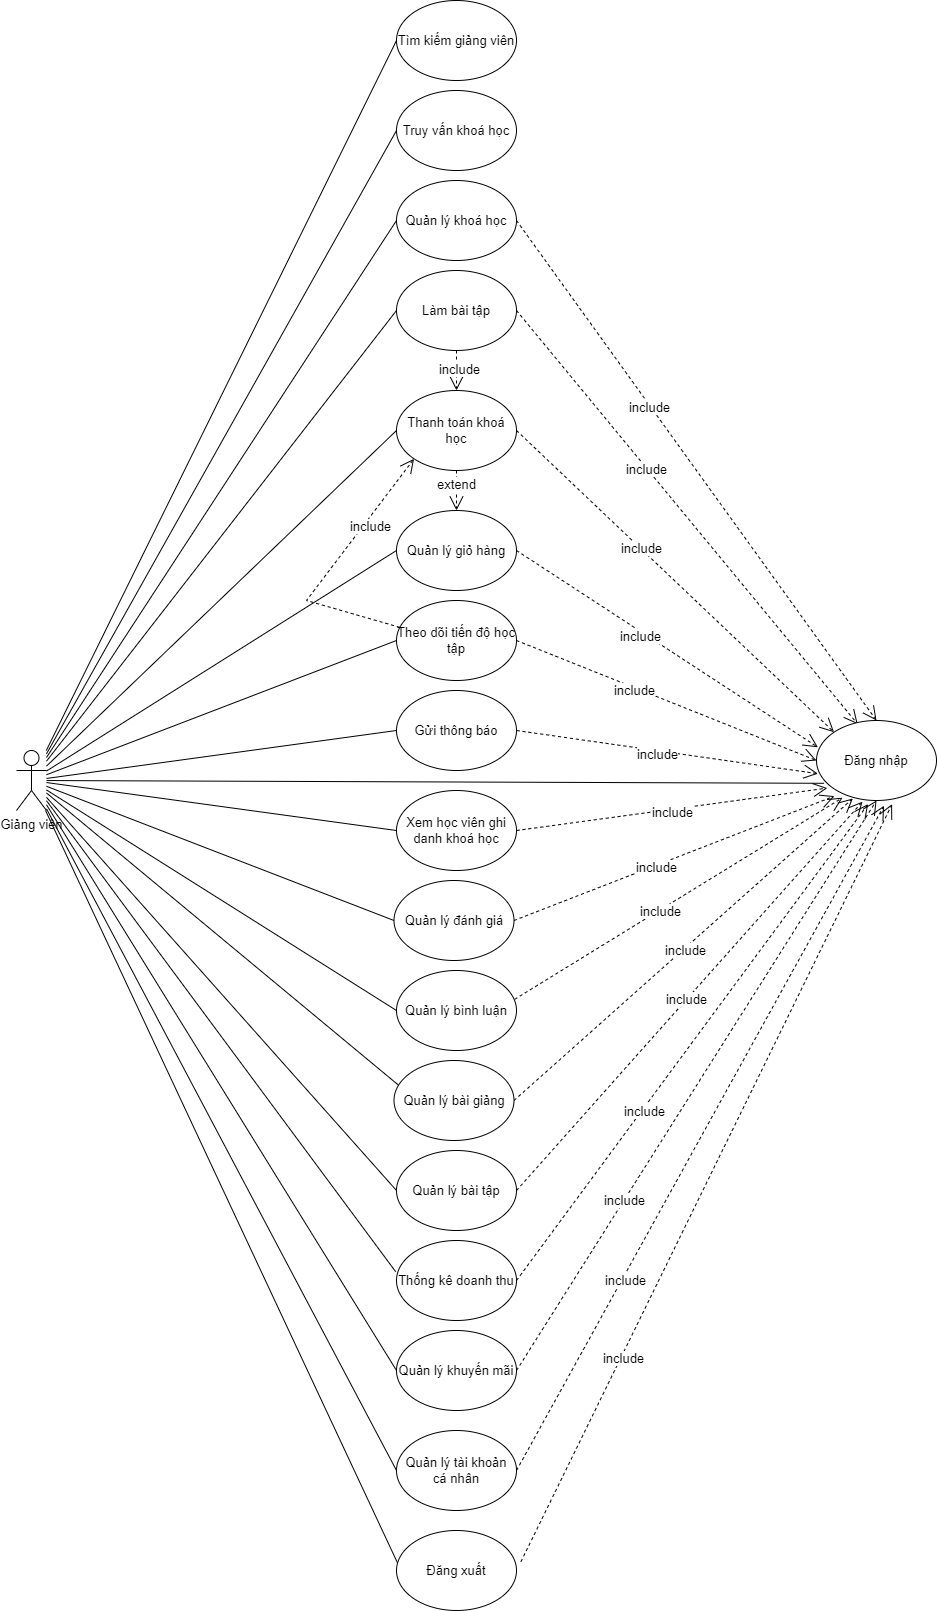 Tìm kiếm giảng viên
Truy vấn khoá học
Quản lý khoá học
Làm bài tập
include
include
Thanh toán khoá
học
include
extend
include
include
Quản lý giỏ hàng
include
Theo dõi tiến độ học
tập
include
Gửi thông báo
include
Đăng nhập
Giảng viên
Xem học viên ghi
danh khoá học
include
include
Quản lý đánh giá
include
include
Quản lý bình luận
include
Quản lý bài giảng
include
Quản lý bài tập
include
Thống kê doanh thu
include
include
Quản lý khuyến mãi
Quản lý tài khoản
cá nhân
Đăng xuất